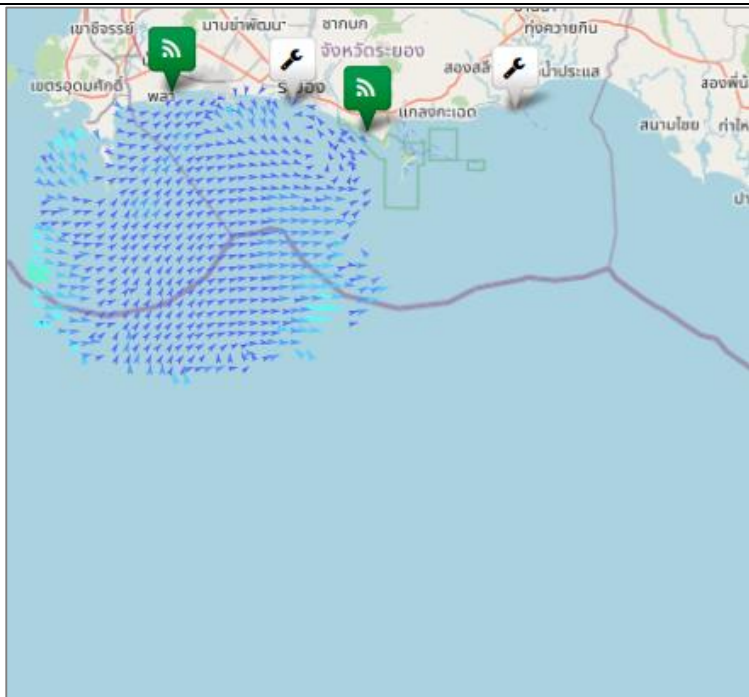 เขาชีจรรย์
มาบข่าพัฒนา
ชากบก
ทุ่งควายกิน
จังหวัดระยอง
เขตรอุดมศักดิ์
พลา
สองสลึ
น้ำประแส
แกลงกะเฉด
สนามไชย